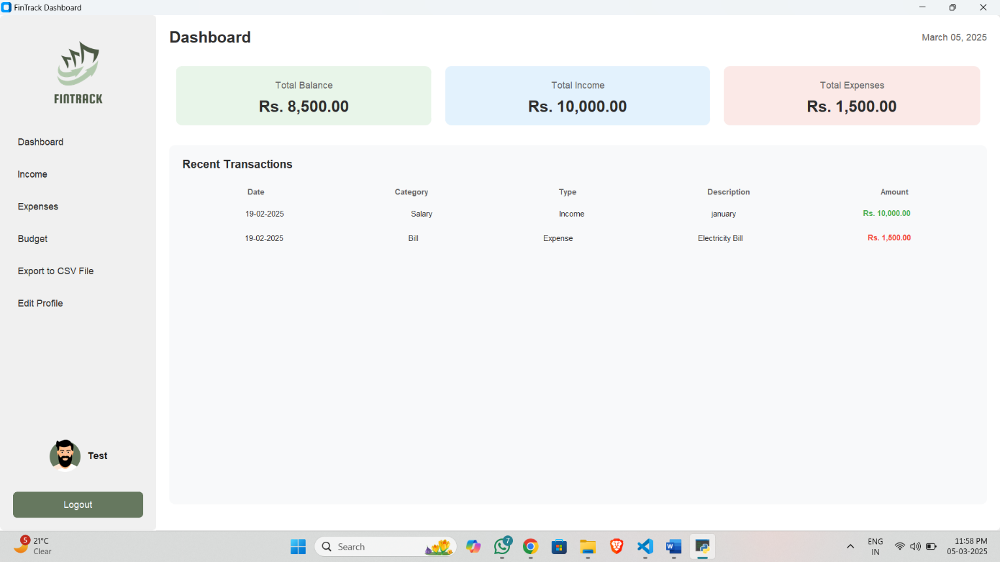 FinTrack Dashboard
FINTRACK
Dashboard
Income
Expenses
Budget
Export to CSV File
Edit Profile
Test
Logout
Dashboard
March 05, 2025
Total Balance
Rs. 8,500.00
Total Income
Rs. 10,000.00
Total Expenses
Rs. 1,500.00
Recent Transactions
Date Category Type Description Amount
19-02-2025 Salary Income january Rs. 10,000.00
19-02-2025 Bill Expense Electricity Bill Rs. 1,500.00
5
21°C
Clear
Search
7
ENG
IN
11:58 PM
05-03-2025